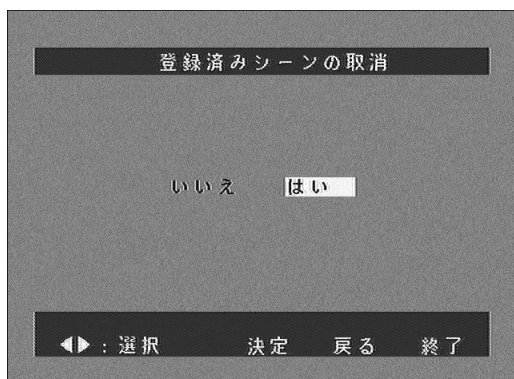 登録済みシーンの取消
いいえ はい
◀▶：選択 決定 戻る 終了